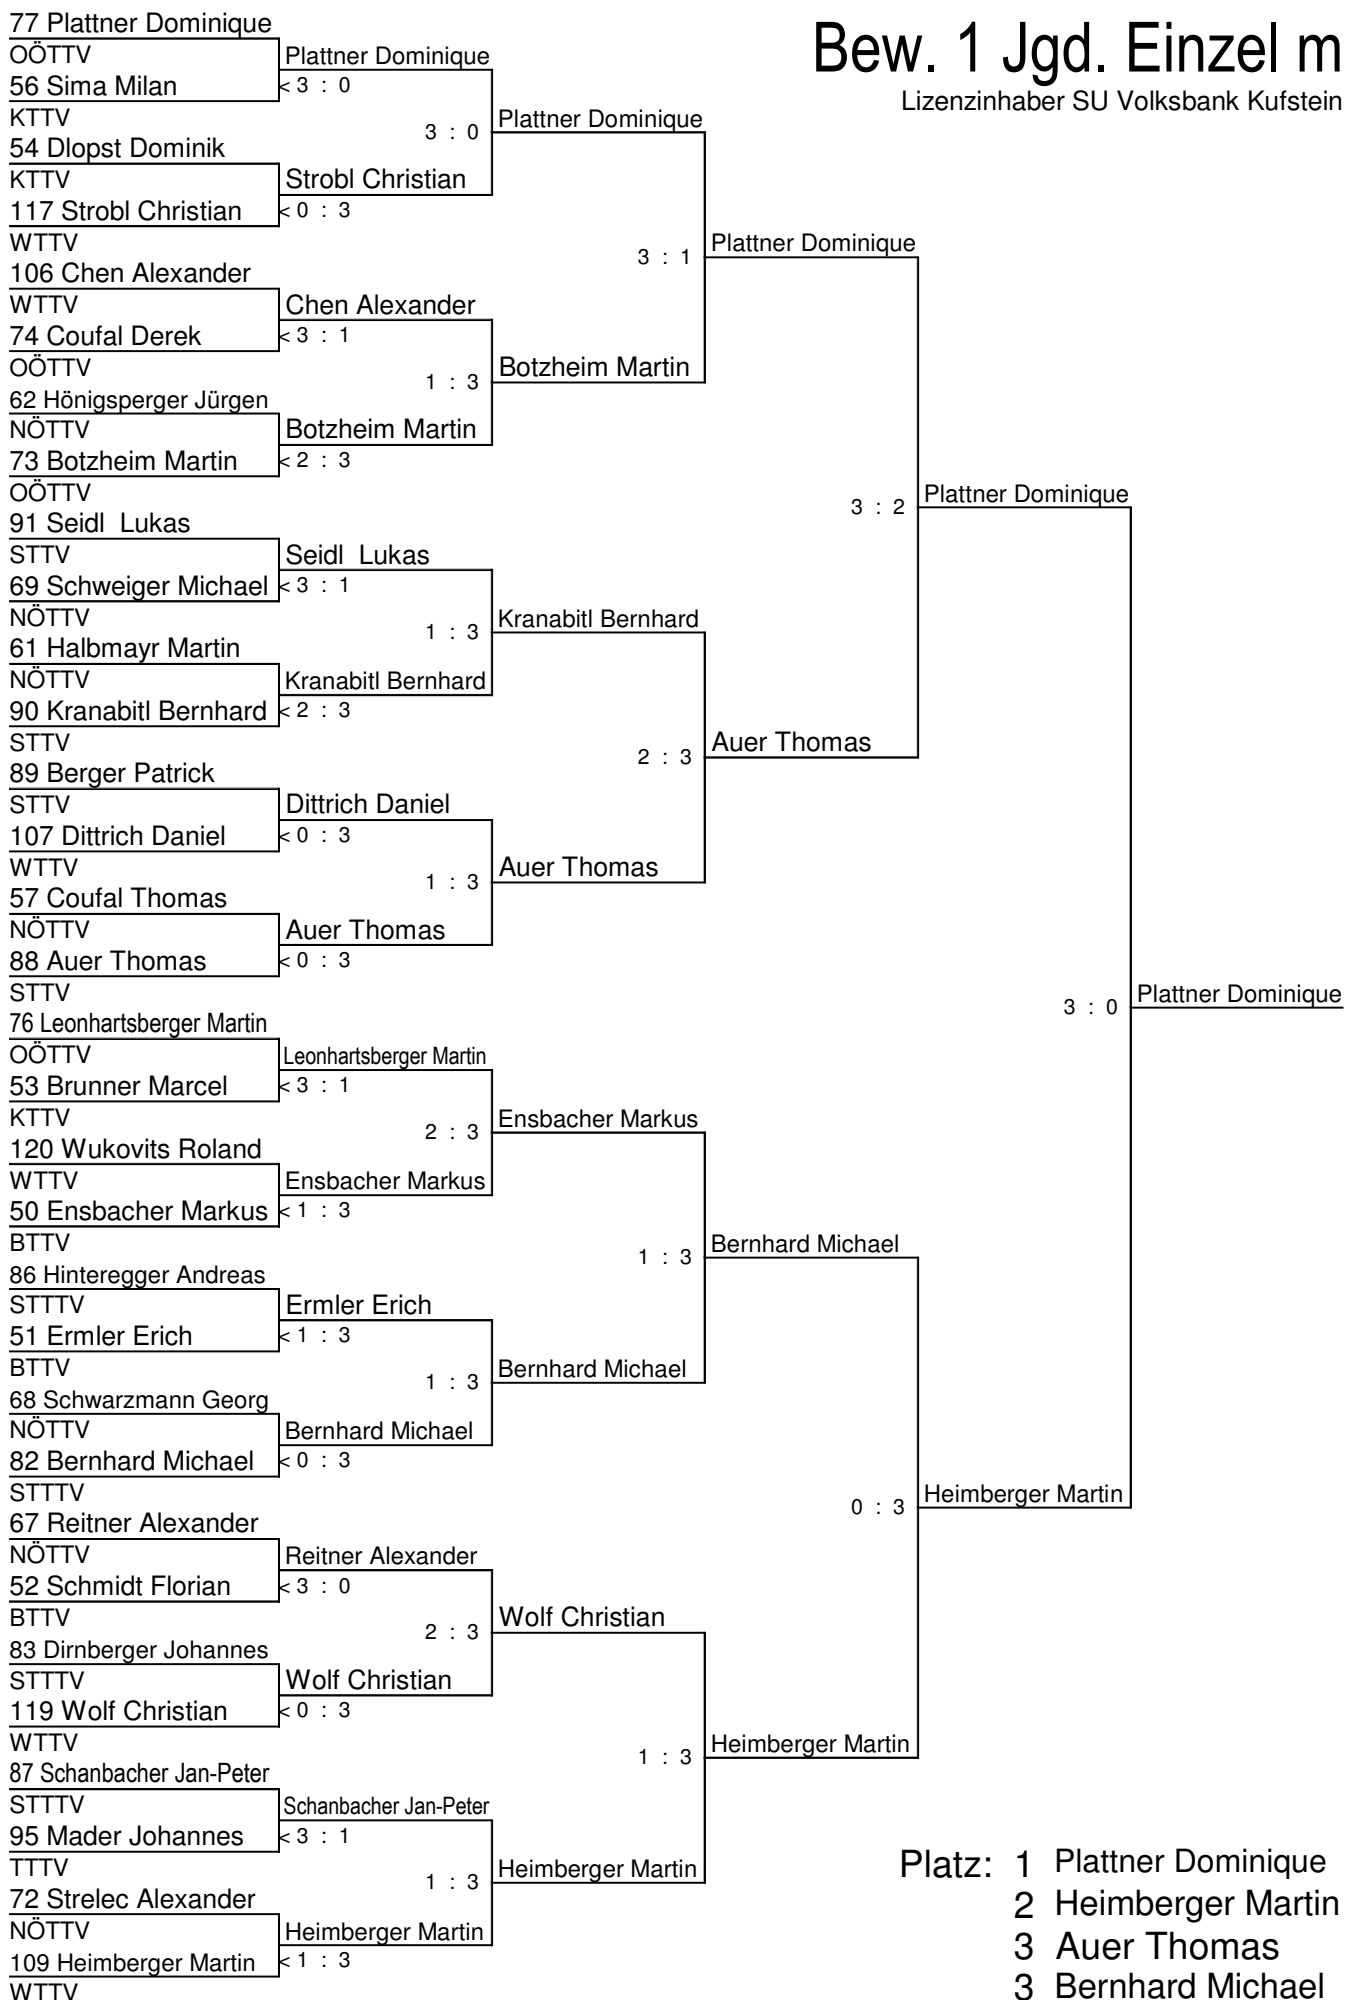 Bew. 1 Jgd. Einzel m
Lizenzinhaber SU Volksbank Kufstein
77 Plattner Dominique
OÖTTV
56 Sima Milan
KTTV
54 Dlopst Dominik
KTTV
117 Strobl Christian
WTTV
106 Chen Alexander
WTTV
74 Coufal Derek
OÖTTV
62 Hönigsperger Jürgen
NÖTTV
73 Botzheim Martin
OÖTTV
91 Seidl  Lukas
STTV
69 Schweiger Michael
NÖTTV
61 Halbmayr Martin
NÖTTV
90 Kranabitl Bernhard
STTV
89 Berger Patrick
STTV
107 Dittrich Daniel
WTTV
57 Coufal Thomas
NÖTTV
88 Auer Thomas
STTV
76 Leonhartsberger Martin
OÖTTV
53 Brunner Marcel
KTTV
120 Wukovits Roland
WTTV
50 Ensbacher Markus
BTTV
86 Hinteregger Andreas
STTTV
51 Ermler Erich
BTTV
68 Schwarzmann Georg
NÖTTV
82 Bernhard Michael
STTTV
67 Reitner Alexander
NÖTTV
52 Schmidt Florian
BTTV
83 Dirnberger Johannes
STTTV
119 Wolf Christian
WTTV
87 Schanbacher Jan-Peter
STTTV
95 Mader Johannes
TTTV
72 Strelec Alexander
NÖTTV
109 Heimberger Martin
WTTV
Plattner Dominique
< 3 : 0
Strobl Christian
< 0 : 3
Chen Alexander
< 3 : 1
Botzheim Martin
< 2 : 3
Seidl  Lukas
< 3 : 1
Kranabitl Bernhard
< 2 : 3
Dittrich Daniel
< 0 : 3
Auer Thomas
< 0 : 3
Leonhartsberger Martin
< 3 : 1
Ensbacher Markus
< 1 : 3
Ermler Erich
< 1 : 3
Bernhard Michael
< 0 : 3
Reitner Alexander
< 3 : 0
Wolf Christian
< 0 : 3
Schanbacher Jan-Peter
< 3 : 1
Heimberger Martin
< 1 : 3
Plattner Dominique
3 : 0
Botzheim Martin
1 : 3
Kranabitl Bernhard
1 : 3
Auer Thomas
1 : 3
Ensbacher Markus
2 : 3
Bernhard Michael
1 : 3
Wolf Christian
2 : 3
Heimberger Martin
1 : 3
Plattner Dominique
3 : 1
Auer Thomas
2 : 3
Bernhard Michael
1 : 3
Heimberger Martin
1 : 3
Plattner Dominique
3 : 2
Heimberger Martin
0 : 3
Plattner Dominique
3 : 0
Platz: 1 Plattner Dominique
2 Heimberger Martin
3 Auer Thomas
3 Bernhard Michael